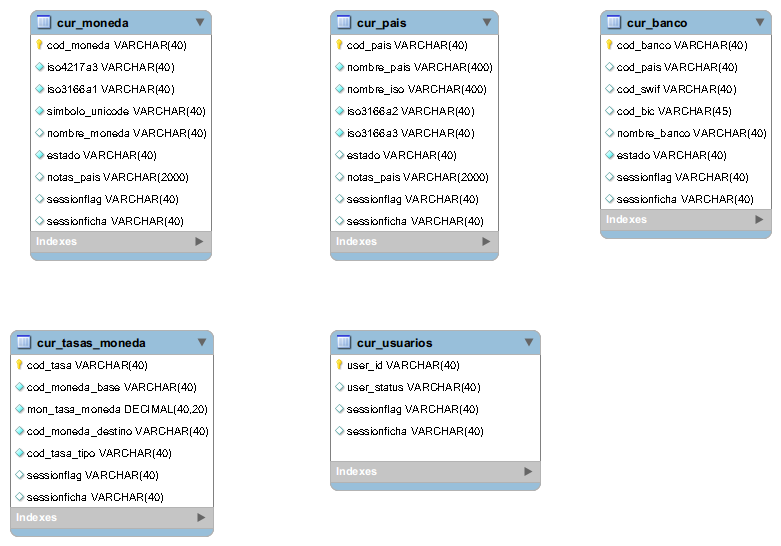 cur_moneda
cod_moneda VARCHAR(40)
iso4217a3 VARCHAR(40)
iso3166a1 VARCHAR(40)
simbolo_unicode VARCHAR(40)
nombre_moneda VARCHAR(40)
estado VARCHAR(40)
notas_pais VARCHAR(2000)
sessionflag VARCHAR(40)
sessionficha VARCHAR(40)
Indexes
cur_pais
cod_pais VARCHAR(40)
nombre_pais VARCHAR(400)
nombre_iso VARCHAR(400)
iso3166a2 VARCHAR(40)
iso3166a3 VARCHAR(40)
estado VARCHAR(40)
notas_pais VARCHAR(2000)
sessionflag VARCHAR(40)
sessionficha VARCHAR(40)
Indexes
cur_banco
cod_banco VARCHAR(40)
cod_pais VARCHAR(40)
cod_swif VARCHAR(40)
cod_bic VARCHAR(45)
nombre_banco VARCHAR(40)
estado VARCHAR(40)
sessionflag VARCHAR(40)
sessionficha VARCHAR(40)
Indexes
cur_tasas_moneda
cod_tasa VARCHAR(40)
cod_moneda_base VARCHAR(40)
mon_tasa_moneda DECIMAL(40,20)
cod_moneda_destino VARCHAR(40)
cod_tasa_tipo VARCHAR(40)
sessionflag VARCHAR(40)
sessionficha VARCHAR(40)
Indexes
cur_usuarios
user_id VARCHAR(40)
user_status VARCHAR(40)
sessionflag VARCHAR(40)
sessionficha VARCHAR(40)
Indexes